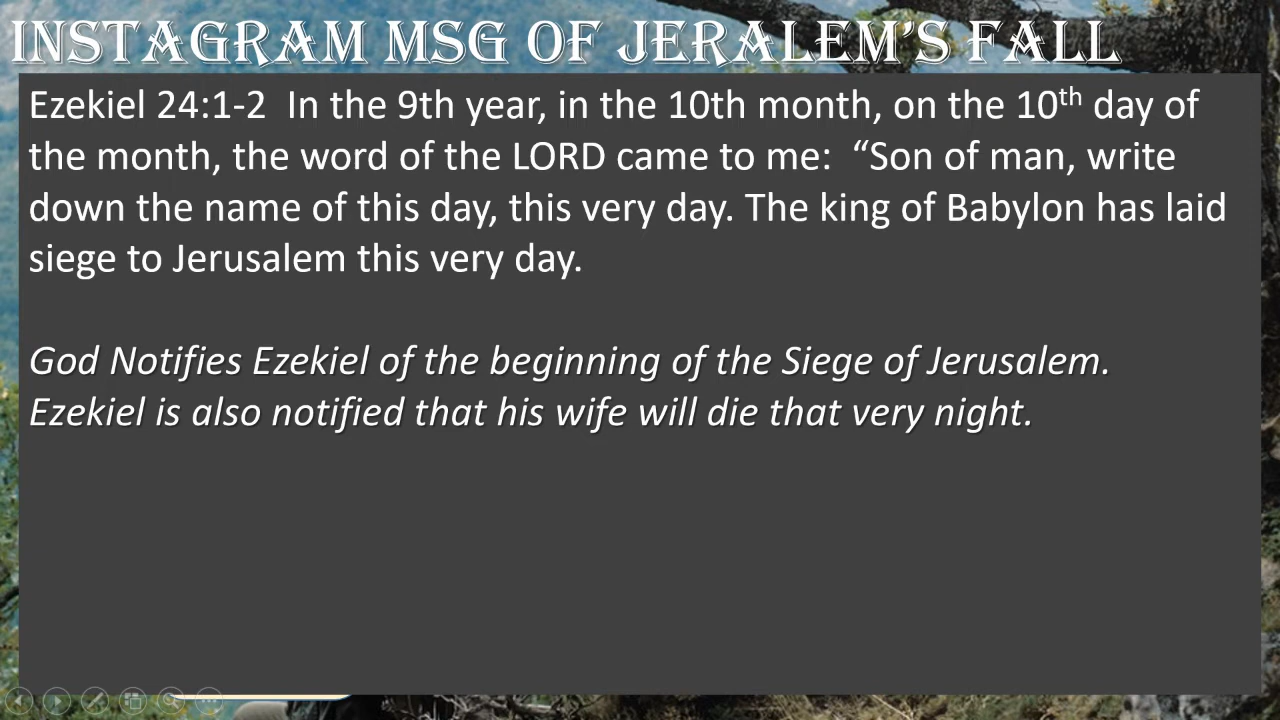 INSTAGRAM MSG OF JERALEM’S FALL
Ezekiel 24:1-2  In the 9th year, in the 10th month, on the 10th day of
the month, the word of the LORD came to me:  “Son of man, write
down the name of this day, this very day. The king of Babylon has laid
siege to Jerusalem this very day.
God Notifies Ezekiel of the beginning of the Siege of Jerusalem.
Ezekiel is also notified that his wife will die that very night.